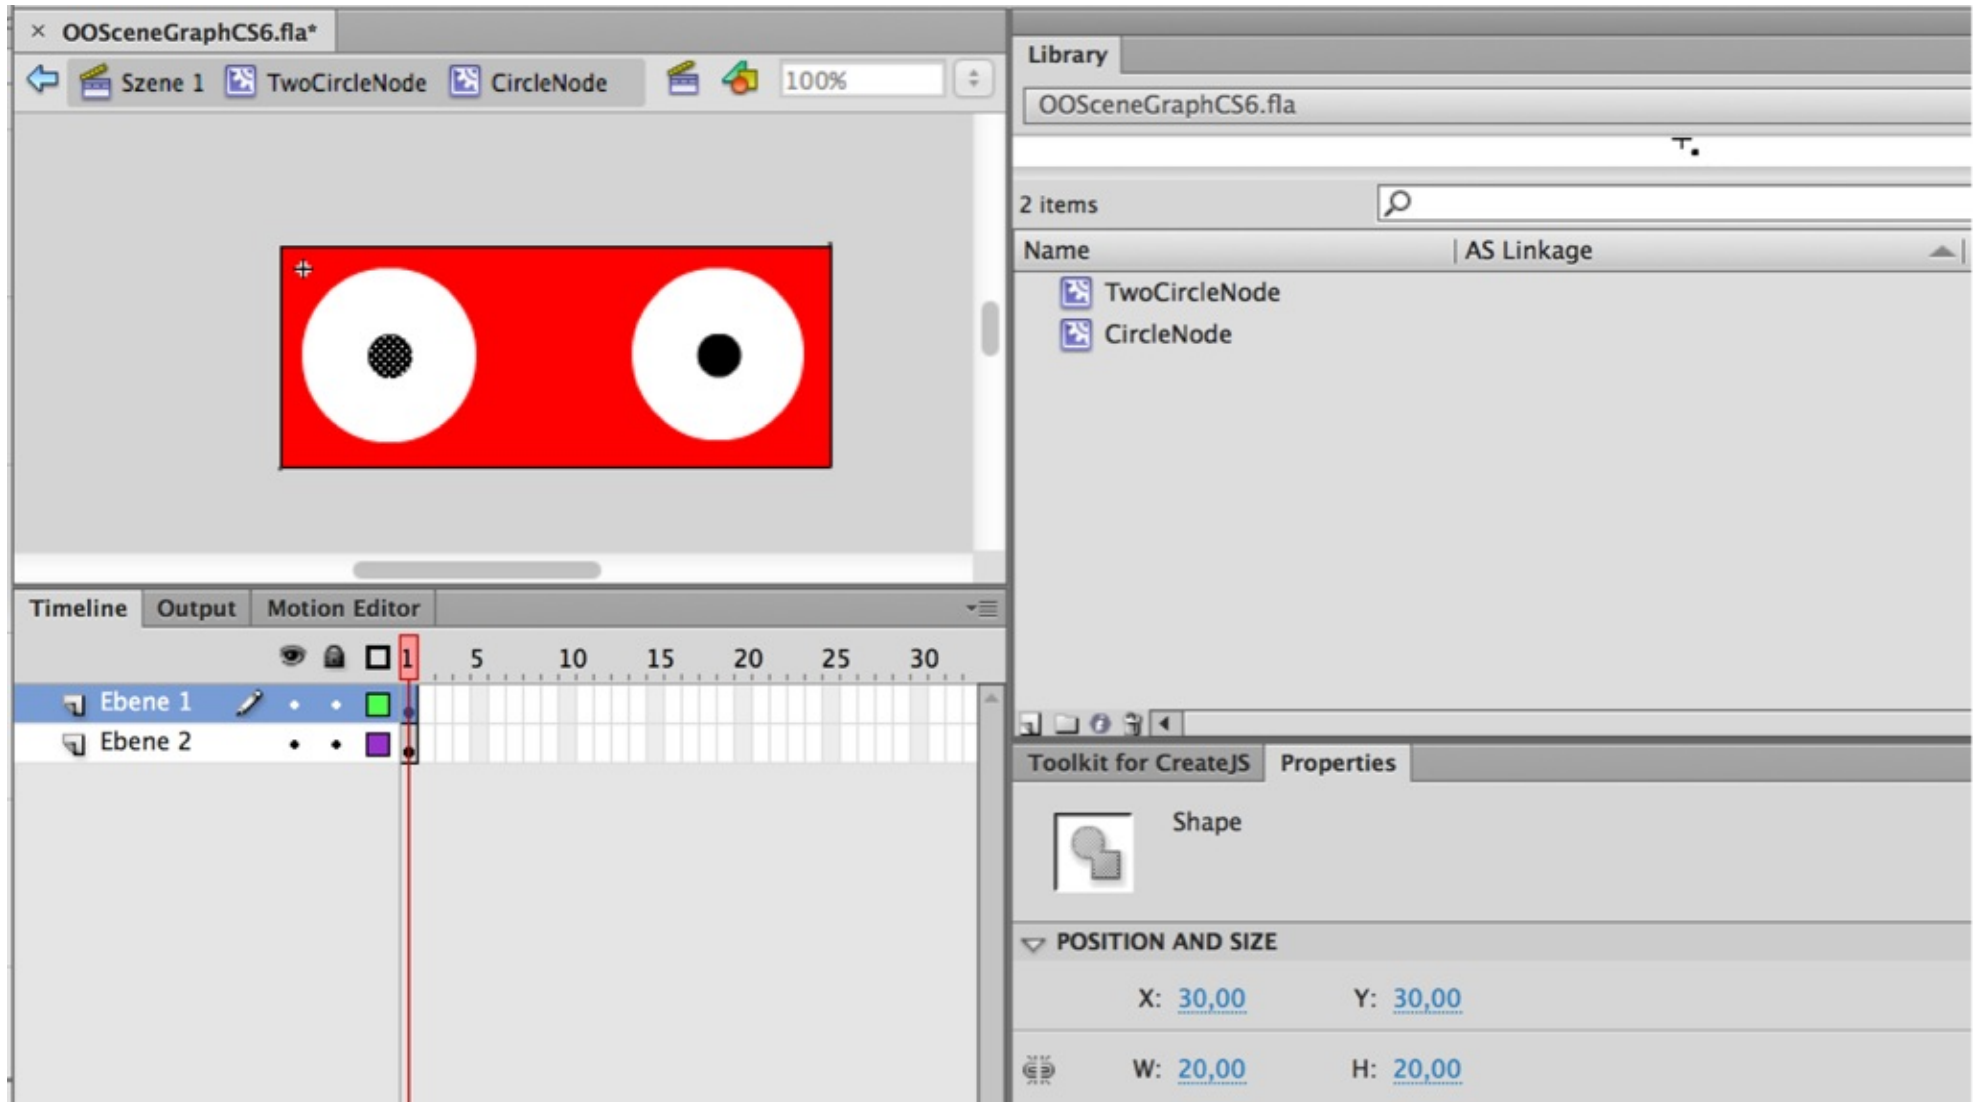 × OOSceneGraphCS6.fla*
Szene 1 TwoCircleNode CircleNode 100%
Timeline Output Motion Editor
1 5 10 15 20 25 30
Ebene 1
Ebene 2
Library
OOSceneGraphCS6.fla
2 items
Name AS Linkage
TwoCircleNode
CircleNode
Toolkit for CreateJS Properties
Shape
POSITION AND SIZE
X: 30,00 Y: 30,00
W: 20,00 H: 20,00